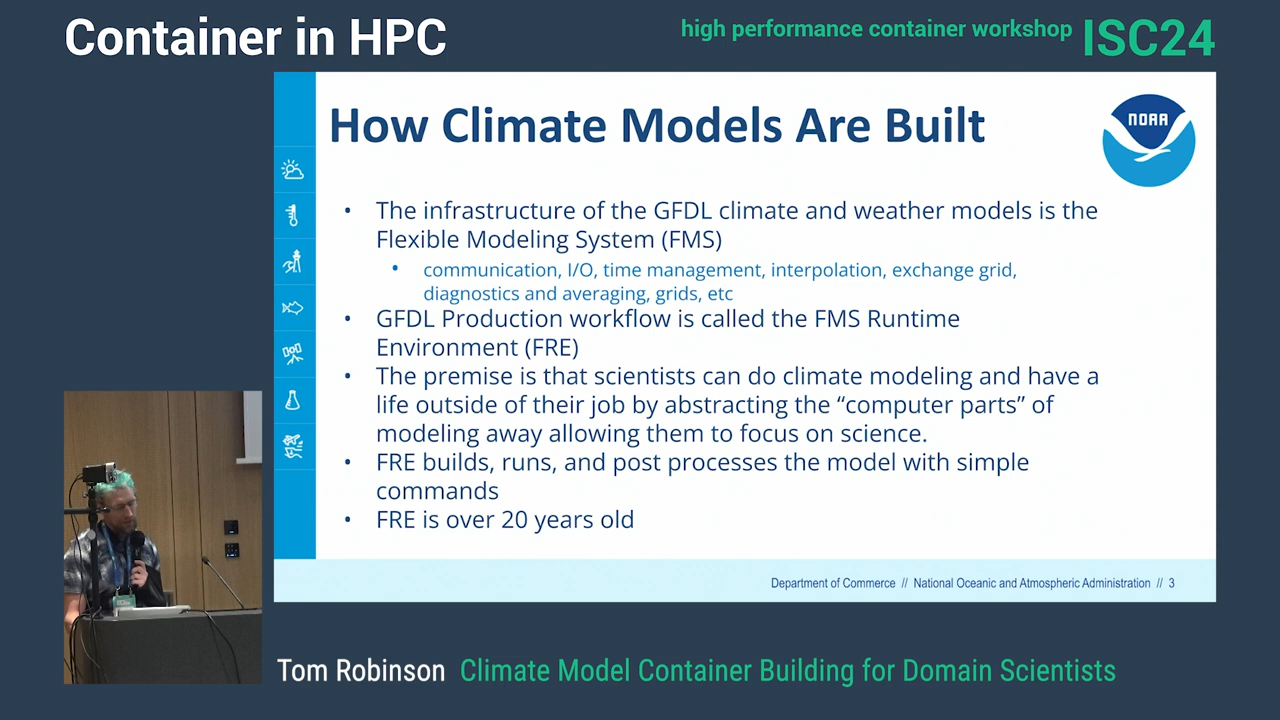 Container in HPC
high performance container workshop ISC24
How Climate Models Are Built
NOAA
• The infrastructure of the GFDL climate and weather models is the
Flexible Modeling System (FMS)
• communication, I/O, time management, interpolation, exchange grid,
diagnostics and averaging, grids, etc
• GFDL Production workflow is called the FMS Runtime
Environment (FRE)
• The premise is that scientists can do climate modeling and have a
life outside of their job by abstracting the “computer parts” of
modeling away allowing them to focus on science.
• FRE builds, runs, and post processes the model with simple
commands
• FRE is over 20 years old
Department of Commerce // National Oceanic and Atmospheric Administration // 3
Tom Robinson Climate Model Container Building for Domain Scientists